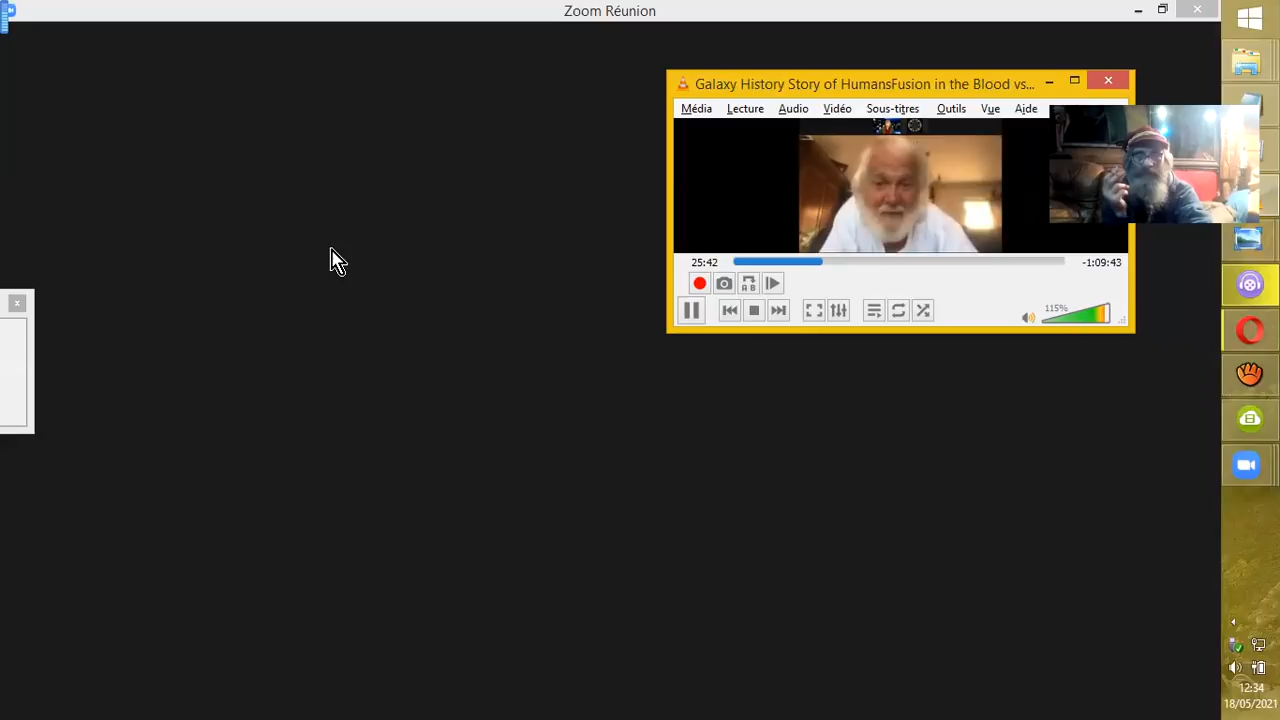 Zoom Réunion
Galaxy History Story of HumansFusion in the Blood vs...
Média Lecture Audio Vidéo Sous-titres Outils Vue Aide
25:42
-1:09:43
115%
12:34
18/05/2021